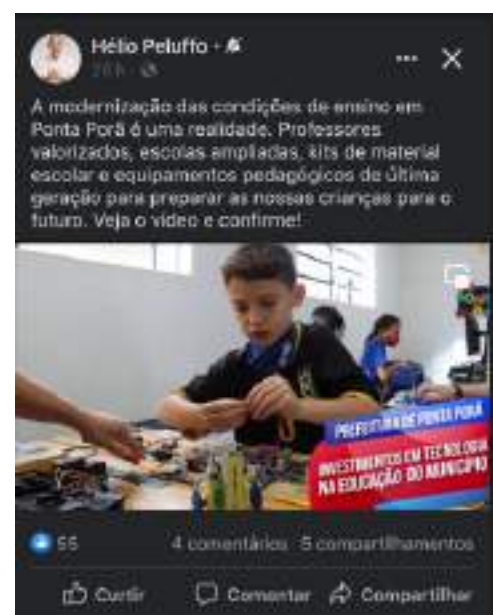 Hélio Peluffo ·
20 h ·
A modernização das condições de ensino em
Ponta Porã é uma realidade. Professores
valorizados, escolas ampliadas, kits de material
escolar e equipamentos pedagógicos de última
geração para preparar as nossas crianças para o
futuro. Veja o vídeo e confirme!
PREFEITURA DE PONTA PORÃ
INVESTIMENTOS EM TECNOLOGIA
NA EDUCAÇÃO DO MUNICÍPIO
55 4 comentários 5 compartilhamentos
Curtir Comentar Compartilhar